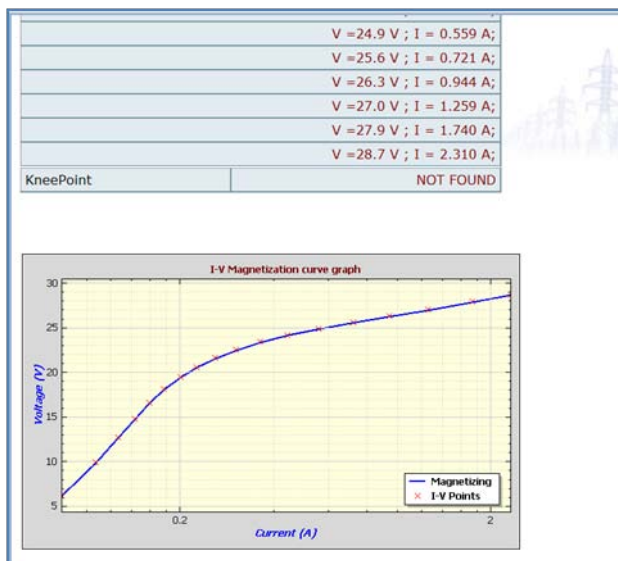 V =24.9 V ; I = 0.559 A;
V =25.6 V ; I = 0.721 A;
V =26.3 V ; I = 0.944 A;
V =27.0 V ; I = 1.259 A;
V =27.9 V ; I = 1.740 A;
V =28.7 V ; I = 2.310 A;
KneePoint NOT FOUND
I-V Magnetization curve graph
30
25
20
15
10
5
Voltage (V)
Magnetizing
I-V Points
0.2 2
Current (A)